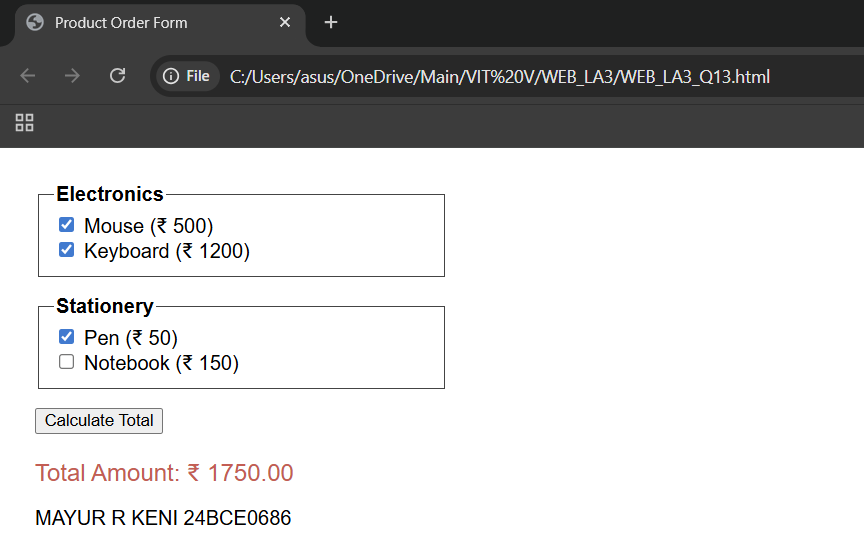 Product Order Form
File C:/Users/asus/OneDrive/Main/VIT%20V/WEB_LA3/WEB_LA3_Q13.html
Electronics
Mouse (₹ 500)
Keyboard (₹ 1200)
Stationery
Pen (₹ 50)
Notebook (₹ 150)
Calculate Total
Total Amount: ₹ 1750.00
MAYUR R KENI 24BCE0686